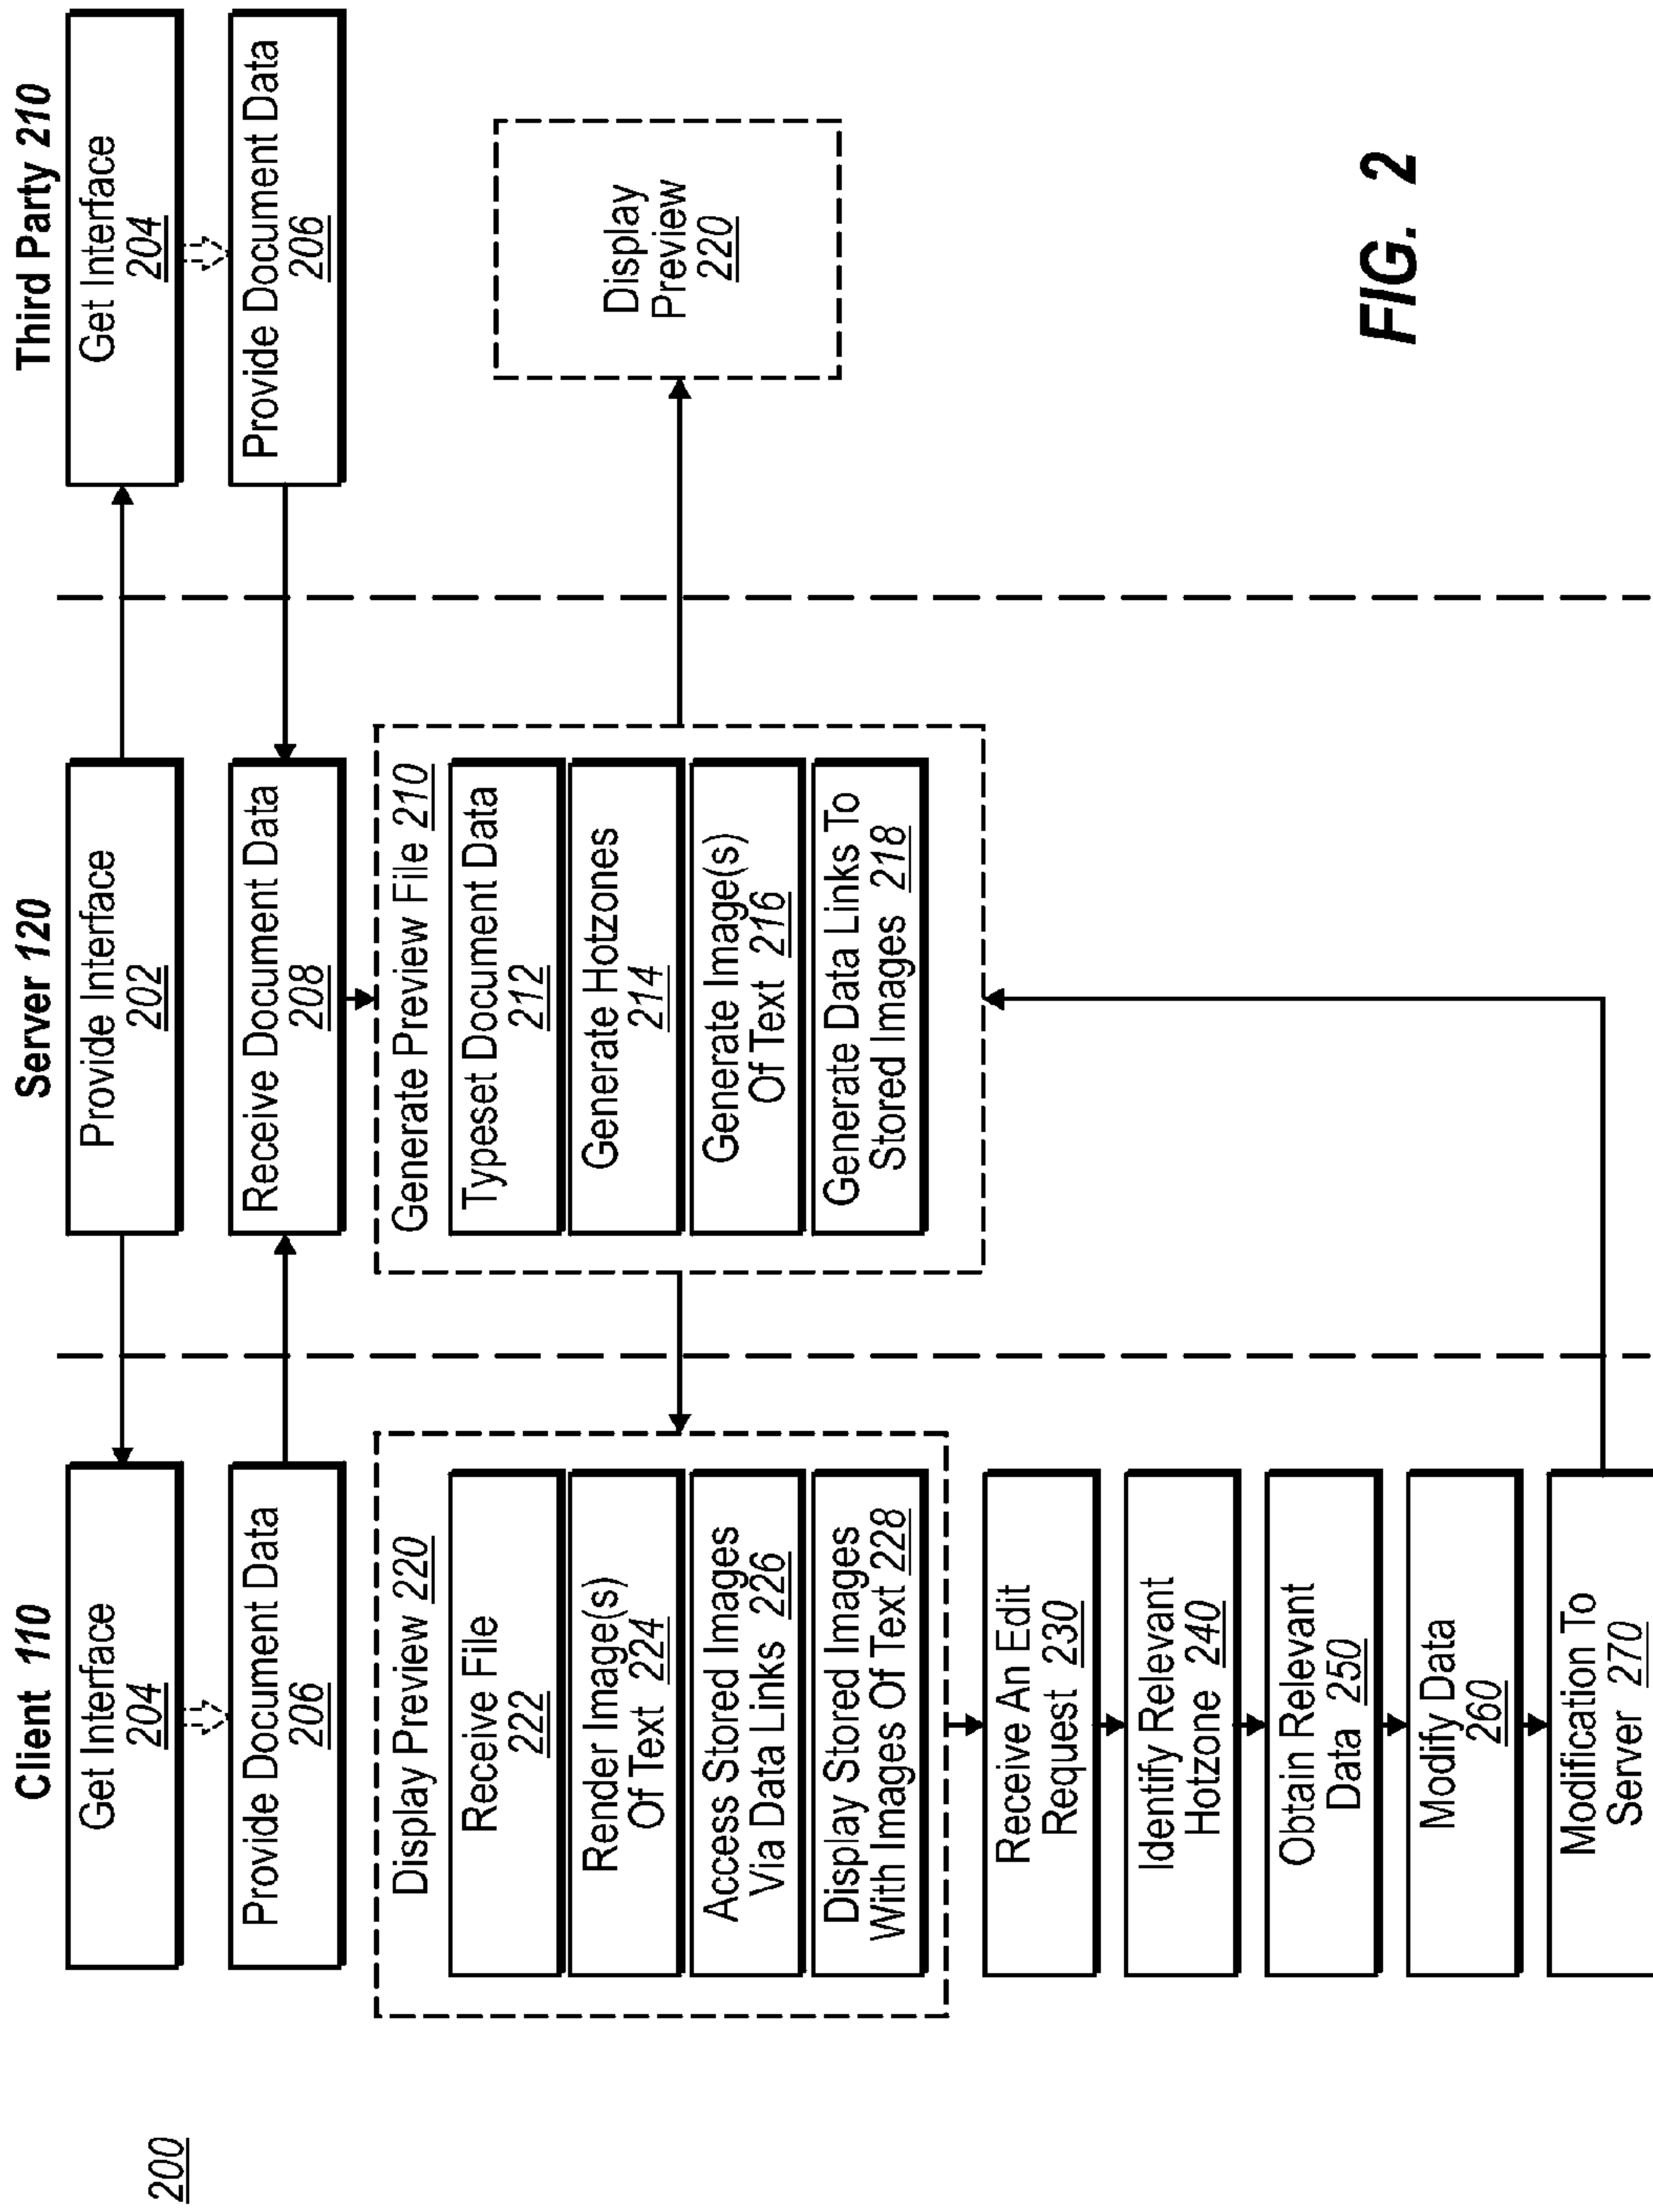 200
Client 110
Get Interface
204
Provide Document Data
206
Display Preview 220
Receive File
222
Render Image(s)
Of Text 224
Access Stored Images
Via Data Links 226
Display Stored Images
With Images Of Text 228
Receive An Edit
Request 230
Identify Relevant
Hotzone 240
Obtain Relevant
Data 250
Modify Data
260
Modification To
Server 270
Server 120
Provide Interface
202
Receive Document Data
208
Generate Preview File 210
Typeset Document Data
212
Generate Hotzones
214
Generate Image(s)
Of Text 216
Generate Data Links To
Stored Images 218
Third Party 210
Get Interface
204
Provide Document Data
206
Display
Preview
220
FIG. 2